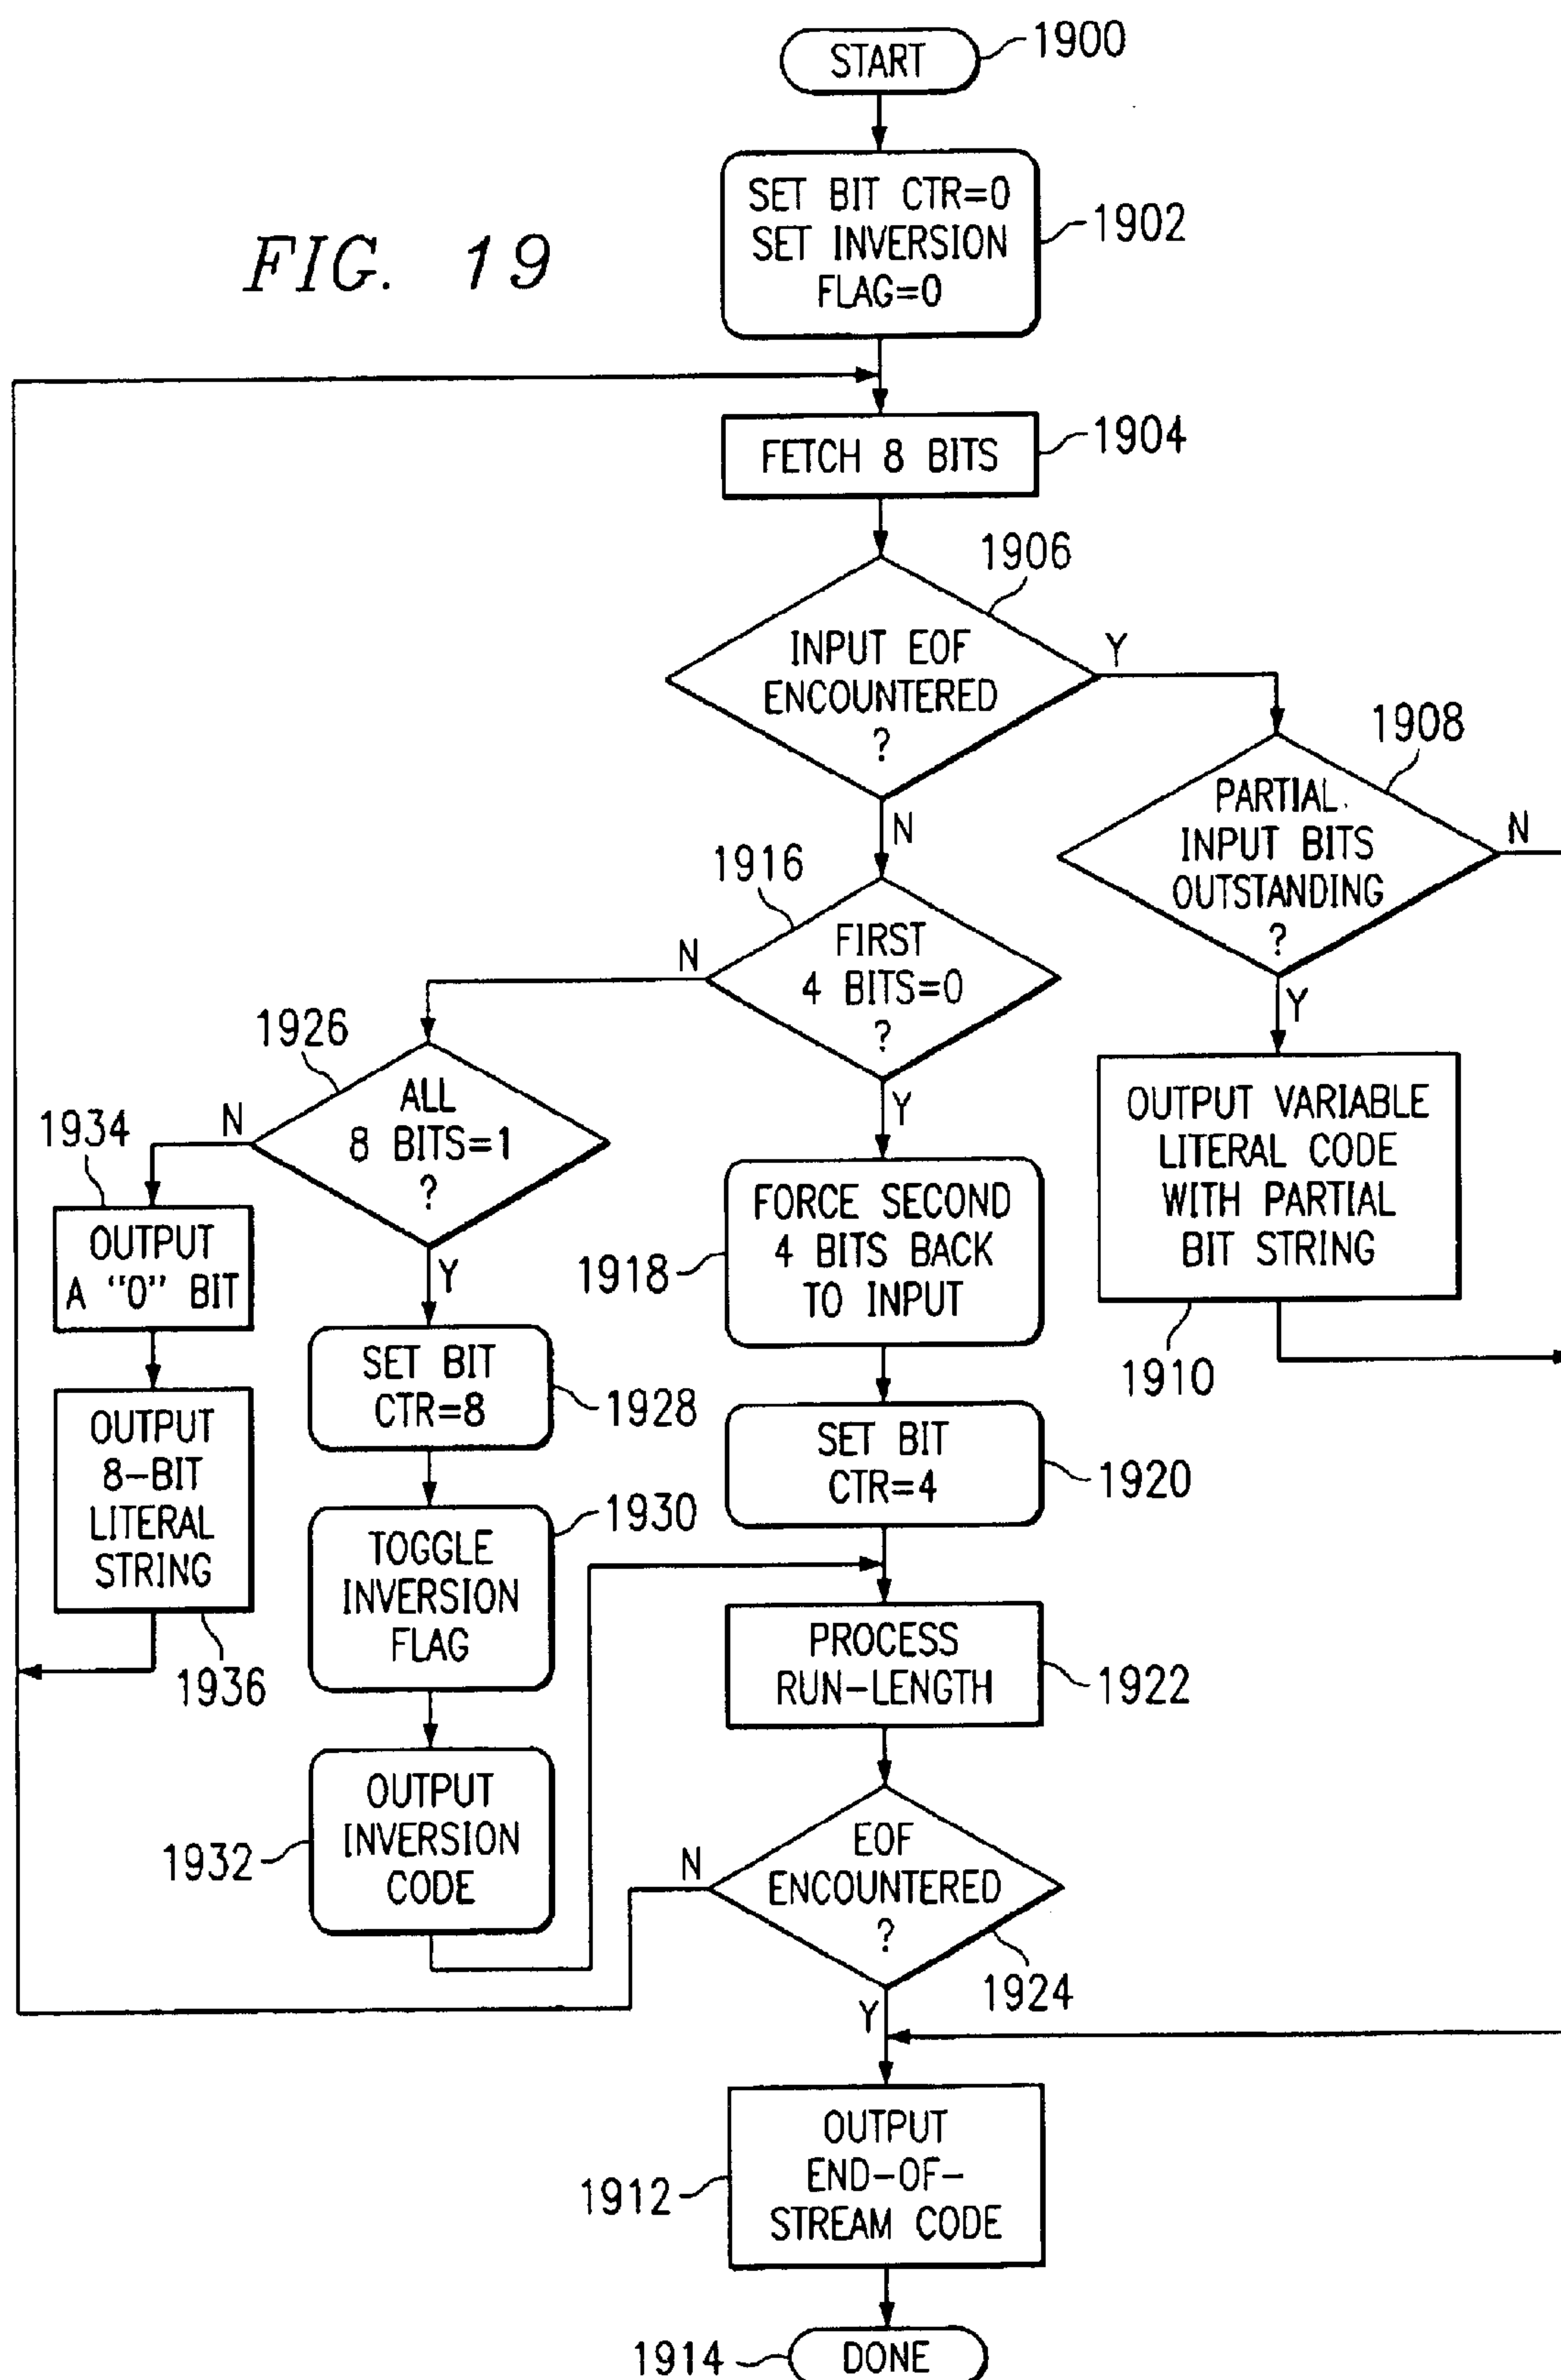 START
1900
SET BIT CTR=0
SET INVERSION
FLAG=0
1902
FIG. 19
FETCH 8 BITS
1904
1906
INPUT EOF
ENCOUNTERED
?
Y
N
1908
PARTIAL
INPUT BITS
OUTSTANDING
?
N
Y
1916
FIRST
4 BITS=0
?
N
Y
1926
ALL
8 BITS=1
?
N
Y
1934
OUTPUT
A "0" BIT
OUTPUT
8-BIT
LITERAL
STRING
1936
SET BIT
CTR=8
1928
TOGGLE
INVERSION
FLAG
1930
OUTPUT
INVERSION
CODE
1932
FORCE SECOND
4 BITS BACK
TO INPUT
1918
OUTPUT VARIABLE
LITERAL CODE
WITH PARTIAL
BIT STRING
1910
SET BIT
CTR=4
1920
PROCESS
RUN-LENGTH
1922
EOF
ENCOUNTERED
?
N
Y
1924
OUTPUT
END-OF-
STREAM CODE
1912
DONE
1914